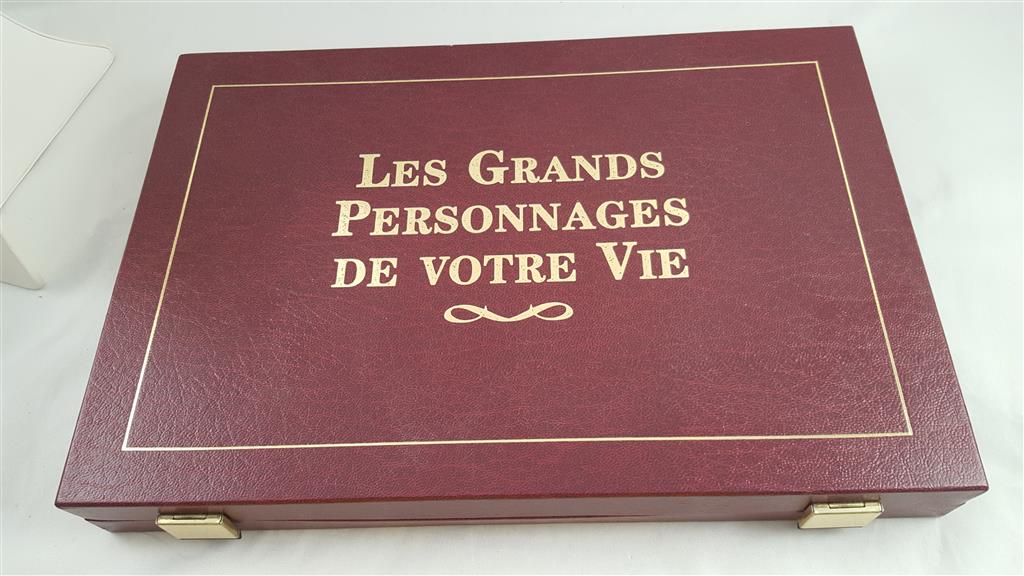 Les Grands
Personnages
de votre Vie